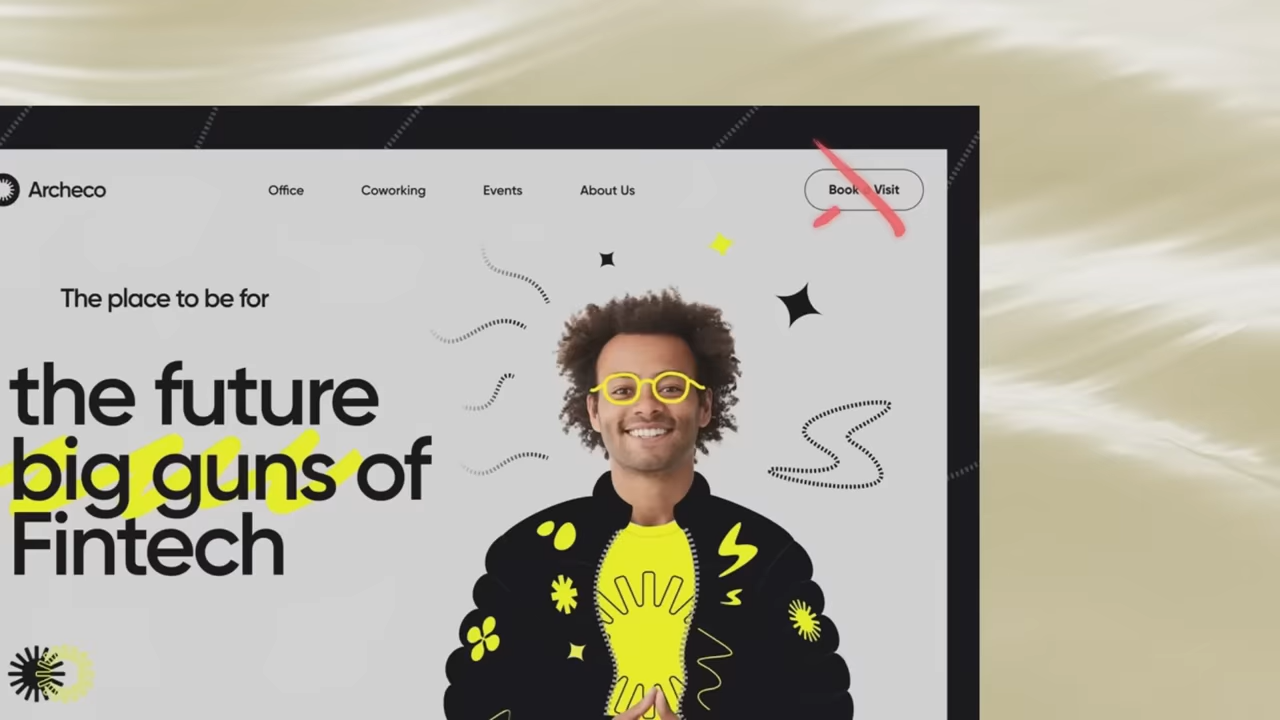 Archeco
Office
Coworking
Events
About Us
Book a Visit
The place to be for
the future
big guns of
Fintech